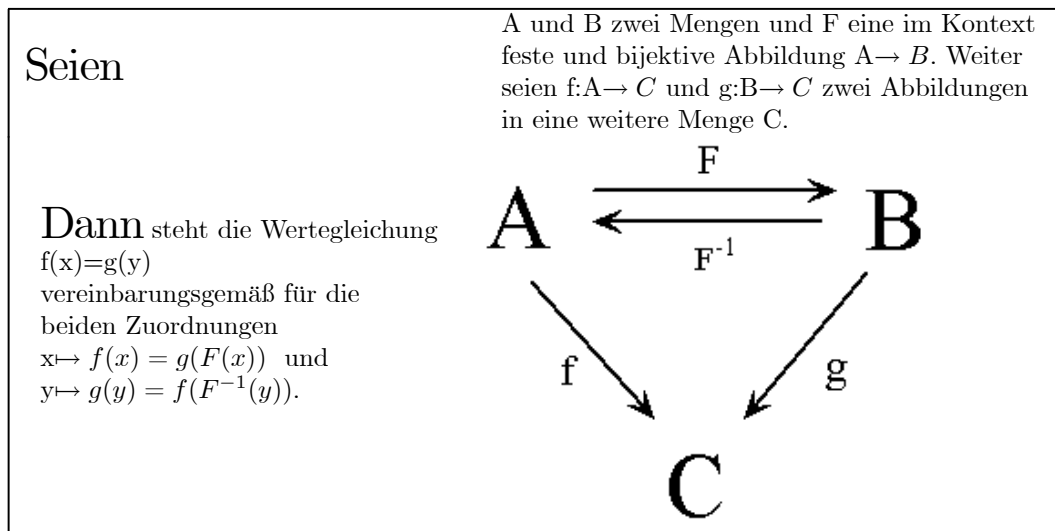 Seien
A und B zwei Mengen und F eine im Kontext
feste und bijektive Abbildung A→ B. Weiter
seien f:A→ C und g:B→ C zwei Abbildungen
in eine weitere Menge C.
Dann steht die Wertegleichung
f(x)=g(y)
vereinbarungsgemäß für die
beiden Zuordnungen
x↦ f(x) = g(F(x)) und
y↦ g(y) = f(F⁻¹(y)).
F
A
B
F⁻¹
f
g
C